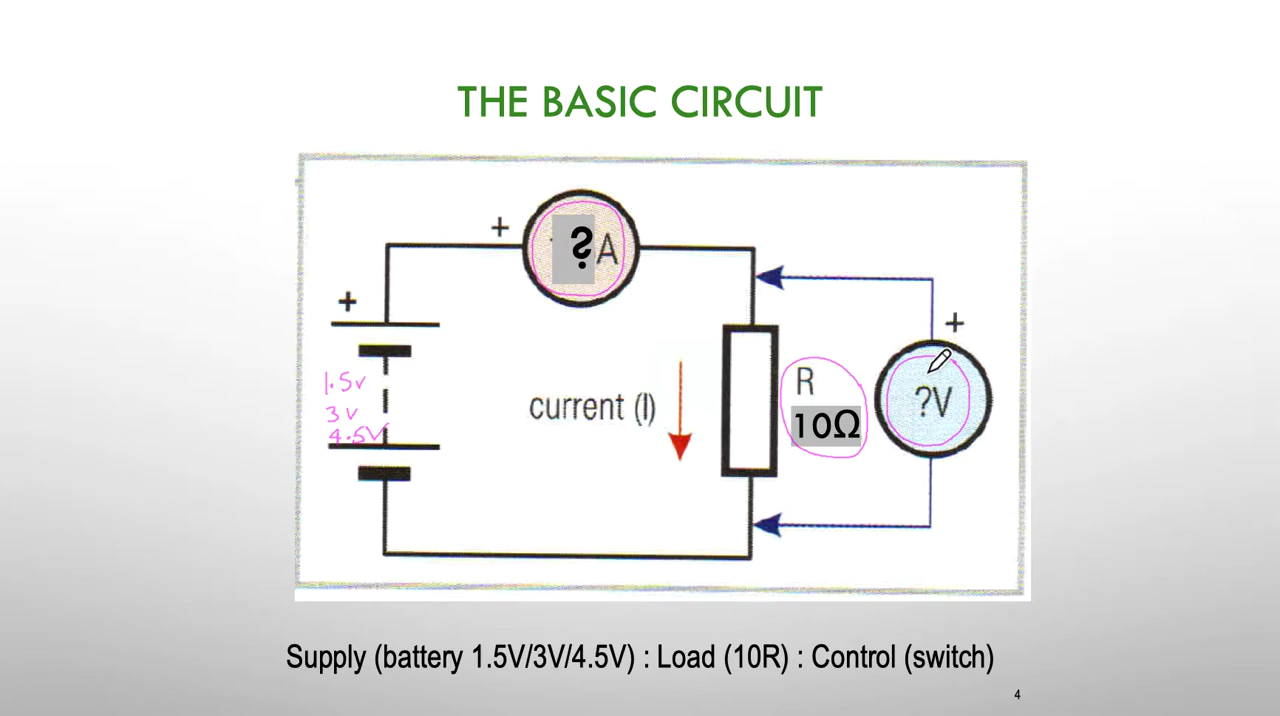 THE BASIC CIRCUIT
+
? A
+
+
1.5v
3v
4.5V
current (I)
R
10Ω
?V
Supply (battery 1.5V/3V/4.5V) : Load (10R) : Control (switch)
4